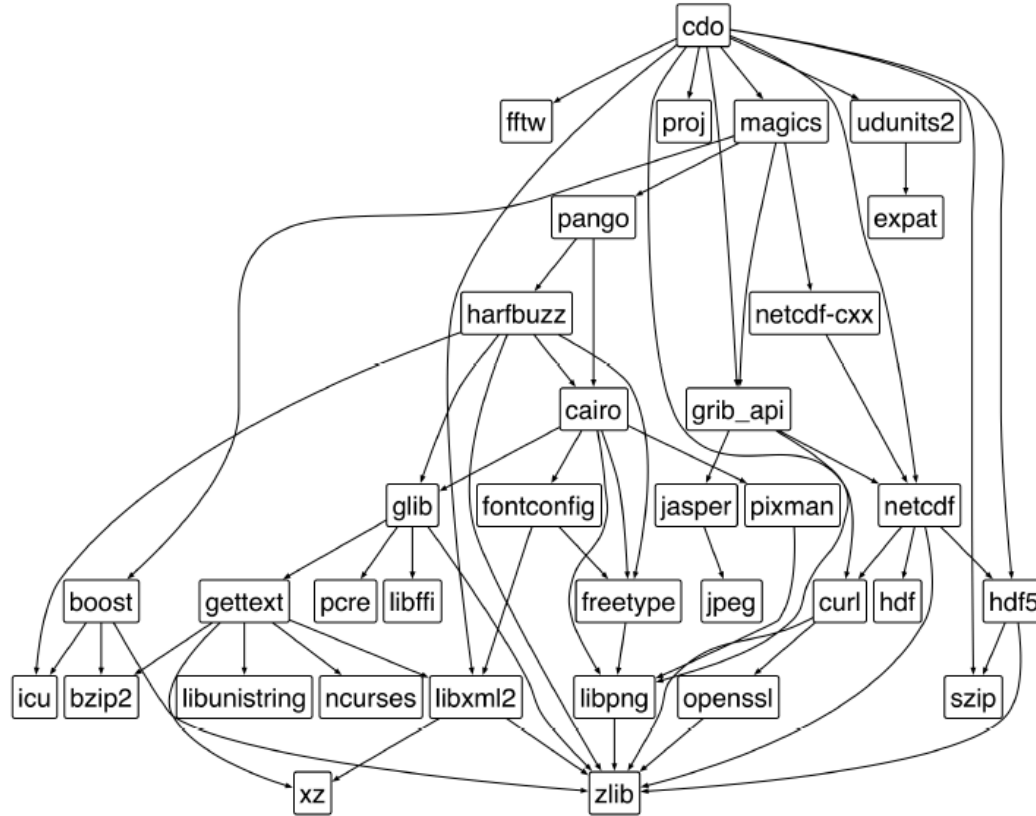 cdo
fftw
proj
magics
udunits2
pango
expat
harfbuzz
netcdf-cxx
cairo
grib_api
glib
fontconfig
jasper
pixman
netcdf
boost
gettext
pcre
libffi
freetype
jpeg
curl
hdf
hdf5
icu
bzip2
libunistring
ncurses
libxml2
libpng
openssl
szip
xz
zlib